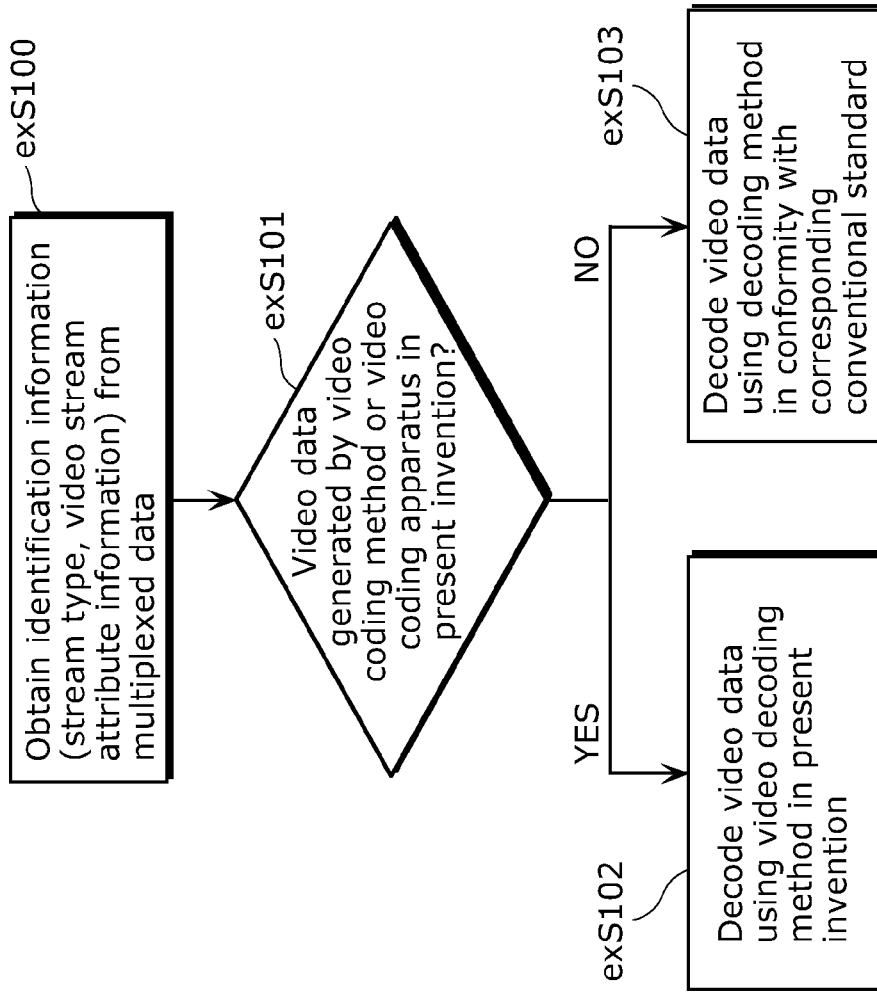 exS100
Obtain identification information
(stream type, video stream
attribute information) from
multiplexed data
exS101
Video data
generated by video
coding method or video
coding apparatus in
present invention?
YES
NO
exS102
Decode video data
using video decoding
method in present
invention
exS103
Decode video data
using decoding method
in conformity with
corresponding
conventional standard